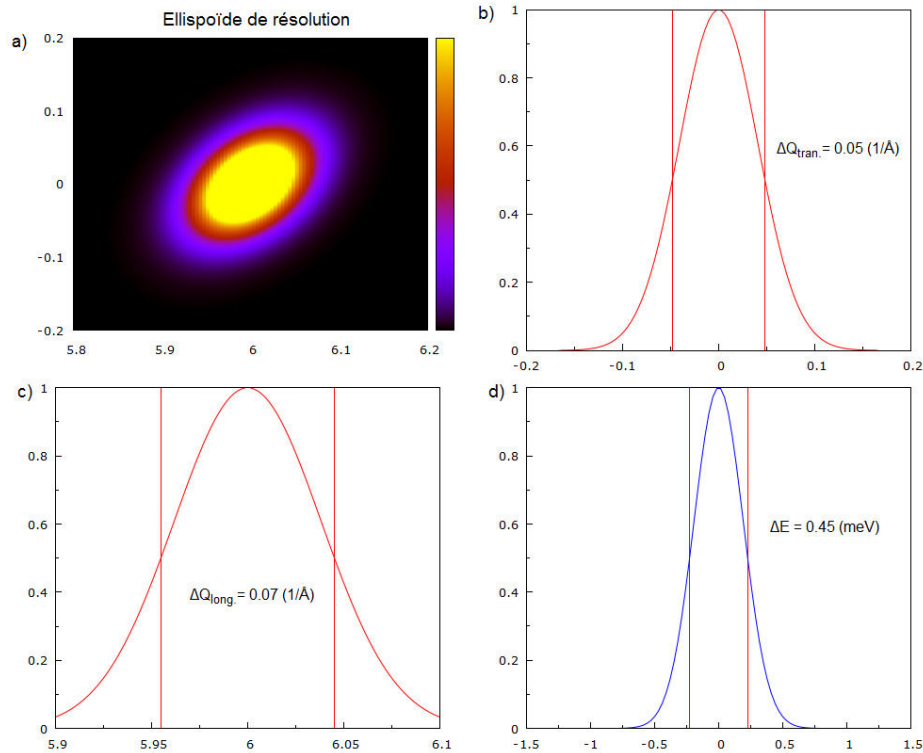 Ellispoïde de résolution
a)
0.2
0.1
0
-0.1
-0.2
5.8 5.9 6 6.1 6.2
b)
1
0.8
0.6
0.4
0.2
0
-0.2 -0.1 0 0.1 0.2
ΔQtran.= 0.05 (1/Å)
c)
1
0.8
0.6
0.4
0.2
0
5.9 5.95 6 6.05 6.1
ΔQlong.= 0.07 (1/Å)
d)
1
0.8
0.6
0.4
0.2
0
-1.5 -1 -0.5 0 0.5 1 1.5
ΔE = 0.45 (meV)